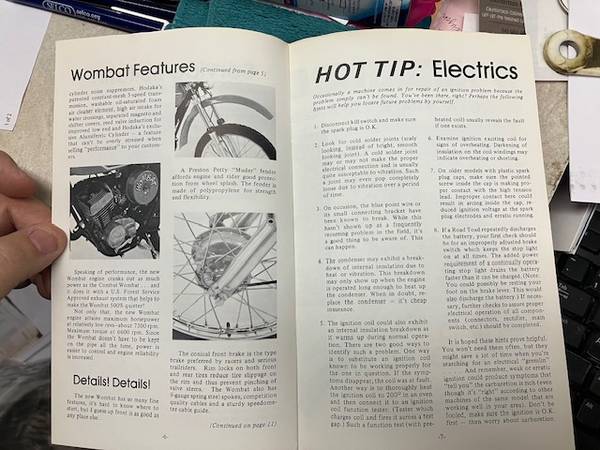 SELCO selco.org
Wombat Features (Continued from page 5)
cylinder noise suppressors, Hodaka's
patented constant-mesh 5-speed trans-
mission, washable oil-saturated foam
air cleaner element, high air intake for
water crossings, separated magneto and
shifter covers, reed valve induction for
improved low end and Hodaka's exclu-
sive Alumiferric Cylinder - a feature
that can't be overly stressed when
selling "performance" to your custom-
ers.
Speaking of performance, the new
Wombat engine cranks out as much
power as the Combat Wombat . . . and
it does it with a U.S. Forest Service
Approved exhaust system that helps to
make the Wombat 500% quieter!
Not only that, the new Wombat
engine attains maximum horsepower
at relatively low rpm--about 7500 rpm.
Maximum torque at 6600 rpm. Since
the Wombat doesn't have to be kept
on the pipe all the time, power is
easier to control and engine reliability
is increased.
Details! Details!
The new Wombat has so many fine
features, it's hard to know where to
start, but I guess up front is as good as
any place else.
A Preston Petty "Muder" fender
affords engine and rider good protec-
tion from wheel splash. The fender is
made of polypropylene for strength
and flexibility.
The conical front brake is the type
brake preferred by racers and serious
trailriders. Rim locks on both front
and rear tires reduce tire slippage on
the rim and thus prevent pinching of
valve stems. The Wombat also has
8-gauge spring steel spokes, competition
quality cables and a sturdy speedome-
ter cable guide.
(Continued on page 11)
-6-
HOT TIP: Electrics
Occasionally a machine comes in for repair of an ignition problem because the
problem simply can't be found. You've been there, right? Perhaps the following
hints will help you locate future problems by yourself.
1. Disconnect kill switch and make sure
the spark plug is O.K.
2. Look for cold solder joints (scaly
looking, instead of bright, smooth
looking joint). A cold solder joint
may or may not make the proper
electrical connection and is usually
quite susceptible to vibration. Such
a joint may even pop completely
loose due to vibration over a period
of time.
3. On occasion, the blue point wire or
its small connecting bracket have
been known to break. While this
hasn't shown up at a frequently
recurring problem in the field, it's
a good thing to be aware of. This
can happen.
4. The condenser may exhibit a break-
down of internal insulation due to
heat or vibration. This breakdown
may only show up when the engine
is operated long enough to heat up
the condenser. When in doubt, re-
place the condenser = it's cheap
insurance.
5. The ignition coil could also exhibit
an internal insulation breakdown as
it warms up during normal opera-
tion. There are two good ways to
identify such a problem. One way
is to substitute an ignition coil
known to be working properly for
the one in question. If the symp-
toms disappear, the coil was at fault.
Another way is to thoroughly heat
the ignition coil to 200° in an oven
and then connect it to an ignition
coil function tester. (Tester which
charges coil and fires it across a test
gap.) Such a function test (with pre-
heated coil) usually reveals the fault
if one exists.
6. Examine ignition exciting coil for
signs of overheating. Darkening of
insulation on the coil windings may
indicate overheating or shorting.
7. On older models with plastic spark
plug caps, make sure the pointed
screw inside the cap is making pro-
per contact with the high tension
lead. Improper contact here could
result in arcing inside the cap, re-
duced ignition voltage at the spark
plug electrodes and erratic running.
8. If a Road Toad repeatedly discharges
the battery, your first check should
be for an improperly adjusted brake
switch which keeps the stop light
on at all times. The added power
requirement of a continually opera-
ting stop light drains the battery
faster than it can be charged. (Note:
You could possibly be resting your
foot on the brake lever. This would
also discharge the battery.) If neces-
sary, further checks to assure proper
electrical operation of all compon-
ents (connectors, rectifier, main
switch, etc.) should be completed.
It is hoped these hints prove helpful.
You won't need them often, but they
might save a lot of time when you're
searching for an electrical "gremlin"
. . . And remember, weak or erratic
ignition could produce symptoms that
"tell you" the carburetion is rich even
though it's "right" according to other
machines of the same model that are
working well in your area). Don't be
fooled, make sure the ignition is O.K.
first — then worry about carburetion.
-7-